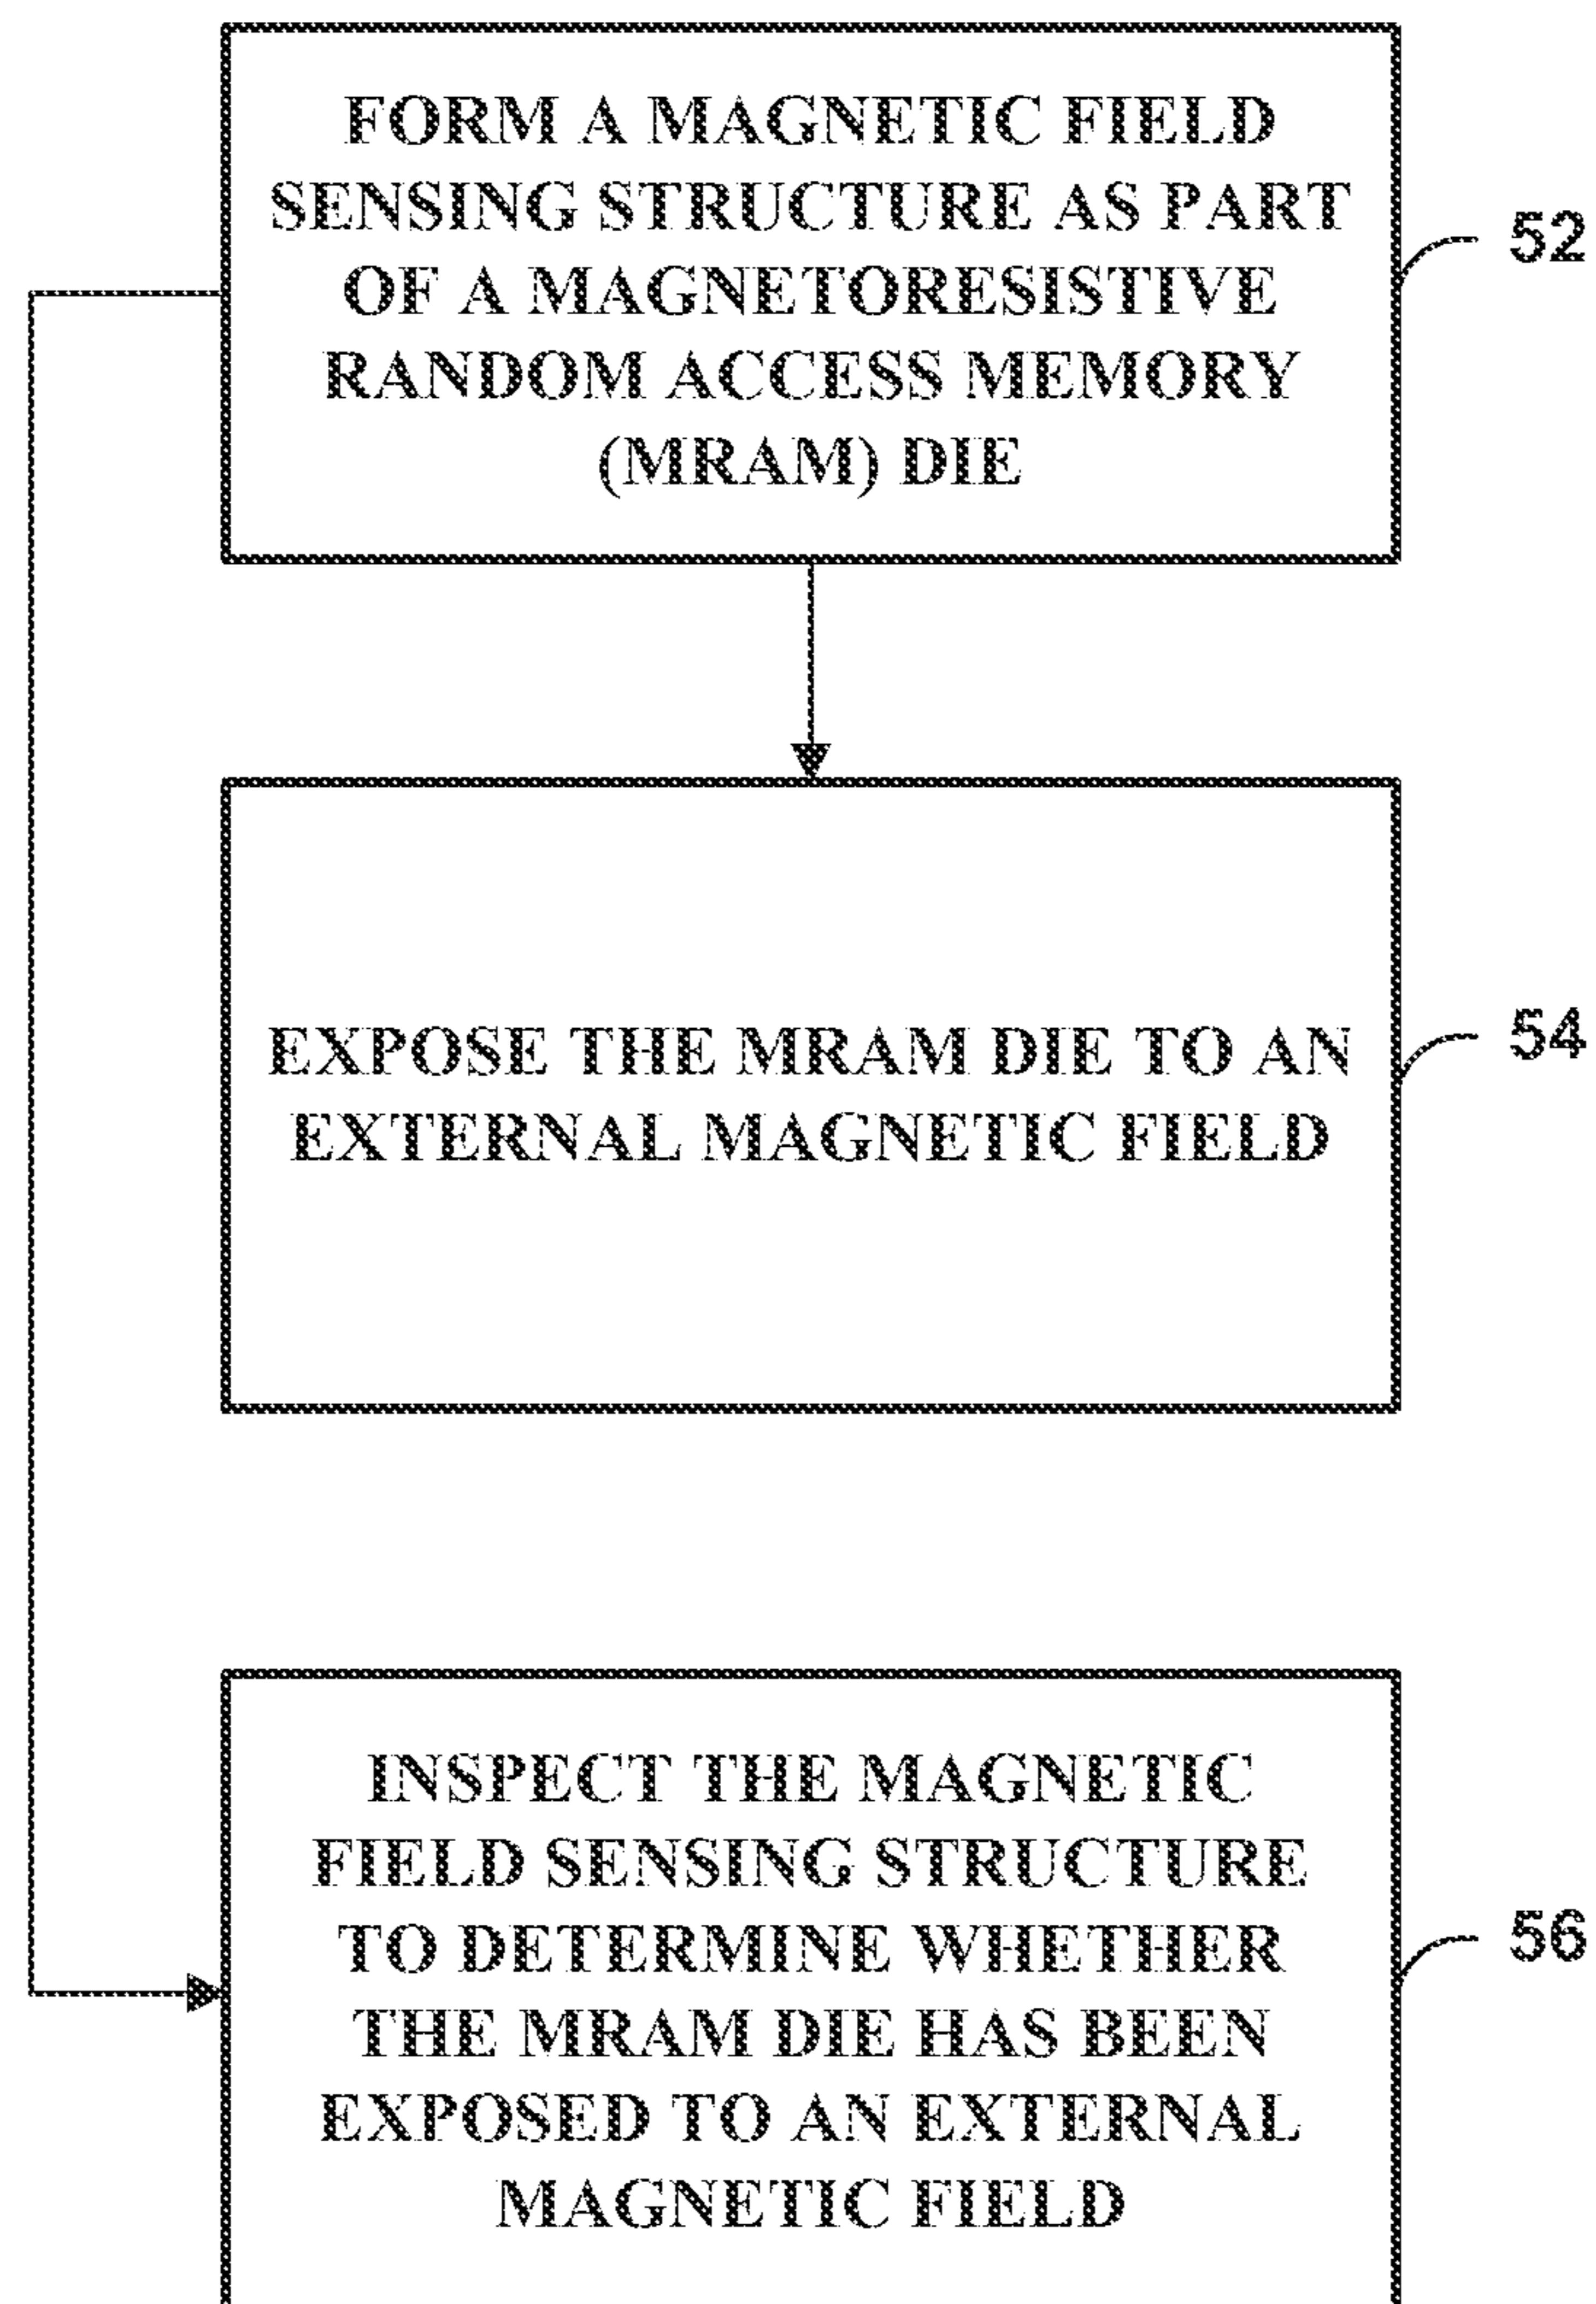 FORM A MAGNETIC FIELD
SENSING STRUCTURE AS PART
OF A MAGNETORESISTIVE
RANDOM ACCESS MEMORY
(MRAM) DIE
52
EXPOSE THE MRAM DIE TO AN
EXTERNAL MAGNETIC FIELD
54
INSPECT THE MAGNETIC
FIELD SENSING STRUCTURE
TO DETERMINE WHETHER
THE MRAM DIE HAS BEEN
EXPOSED TO AN EXTERNAL
MAGNETIC FIELD
56